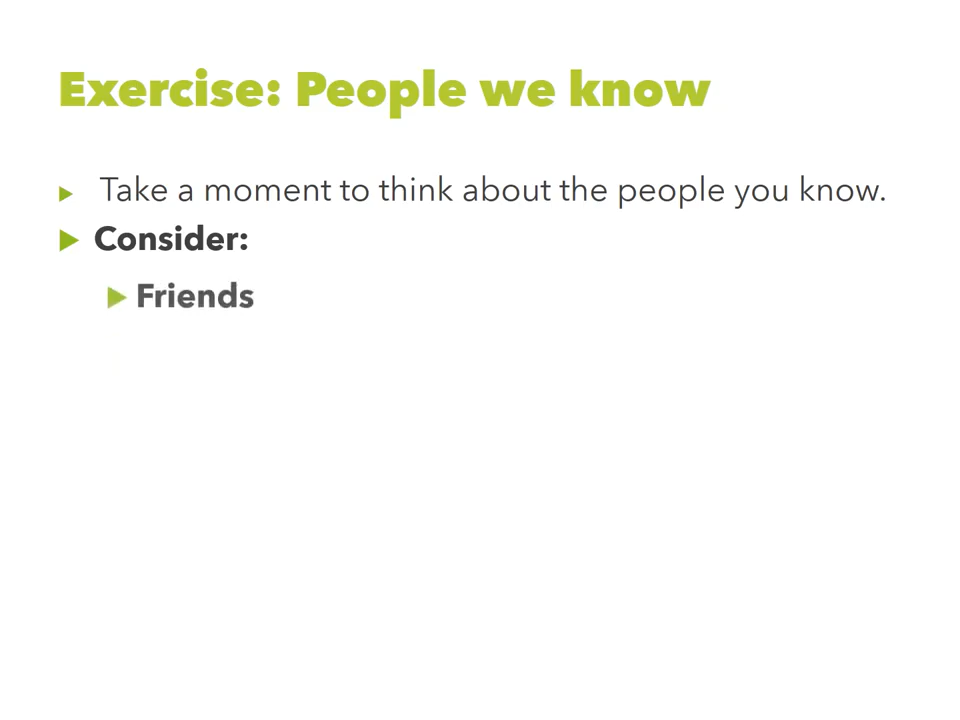 Exercise: People we know
Take a moment to think about the people you know.
Consider:
Friends